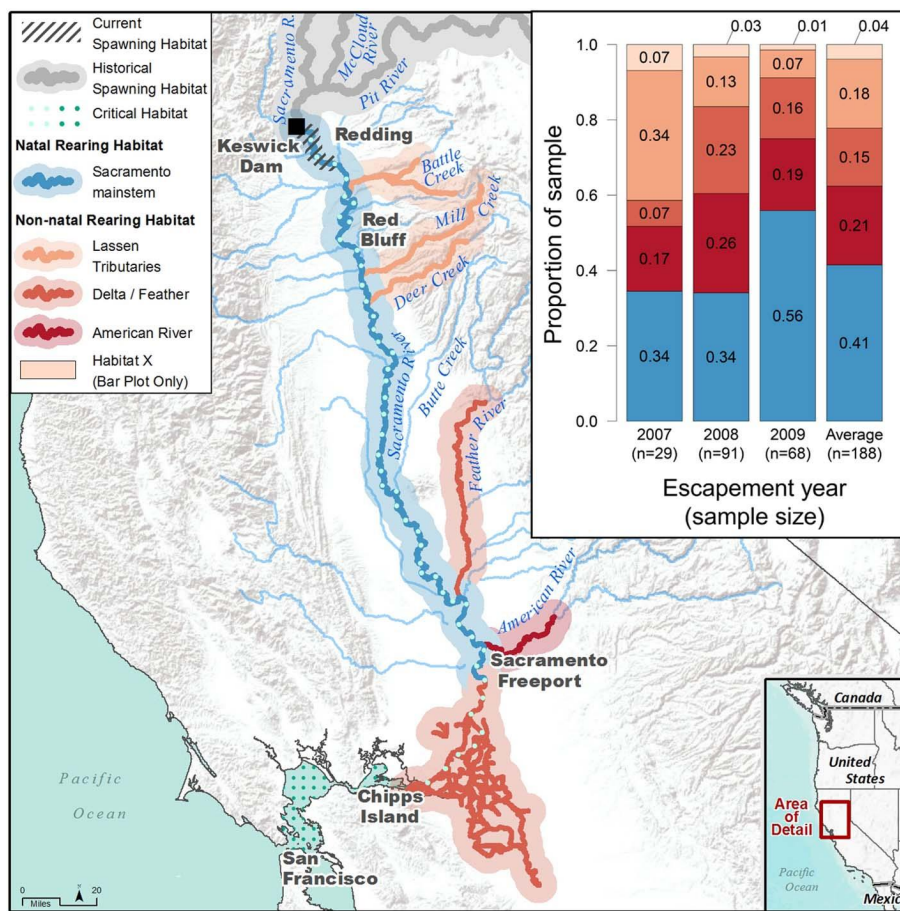 Current
Spawning Habitat
Historical
Spawning Habitat
Critical Habitat
Natal Rearing Habitat
Sacramento
mainstem
Non-natal Rearing Habitat
Lassen
Tributaries
Delta / Feather
American River
Habitat X
(Bar Plot Only)
Sacramento R.
McCloud
River
Pit River
Keswick
Dam
Redding
Battle
Creek
Red
Bluff
Mill Creek
Deer Creek
Sacramento River
Butte Creek
Feather River
American River
Sacramento
Freeport
Chipps
Island
San
Francisco
Pacific
Ocean
0 20
Miles
N
Proportion of sample
1.0
0.8
0.6
0.4
0.2
0.0
0.03 0.01 0.04
0.07
0.34
0.07
0.17
0.34
0.13
0.23
0.26
0.34
0.07
0.16
0.19
0.56
0.18
0.15
0.21
0.41
2007 2008 2009 Average
(n=29) (n=91) (n=68) (n=188)
Escapement year
(sample size)
Canada
United
States
Area
of
Detail
Pacific
Ocean
Mexic